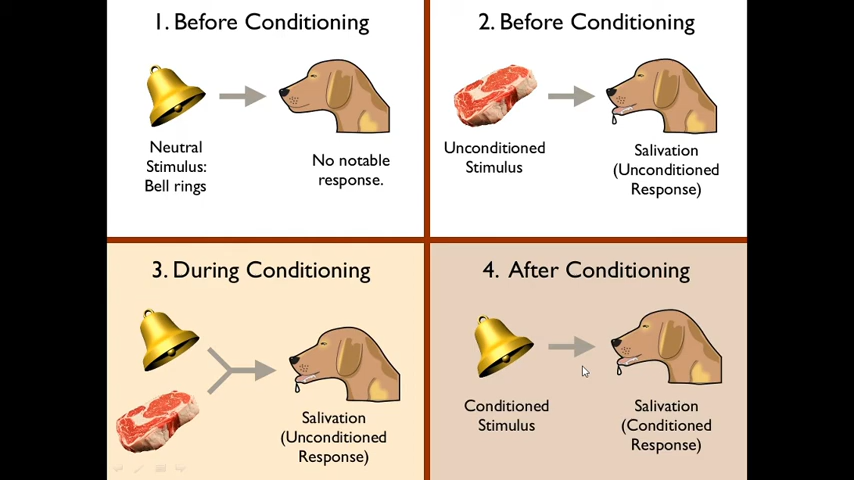 1. Before Conditioning
Neutral
Stimulus:
Bell rings
No notable
response.
2. Before Conditioning
Unconditioned
Stimulus
Salivation
(Unconditioned
Response)
3. During Conditioning
Salivation
(Unconditioned
Response)
4. After Conditioning
Conditioned
Stimulus
Salivation
(Conditioned
Response)